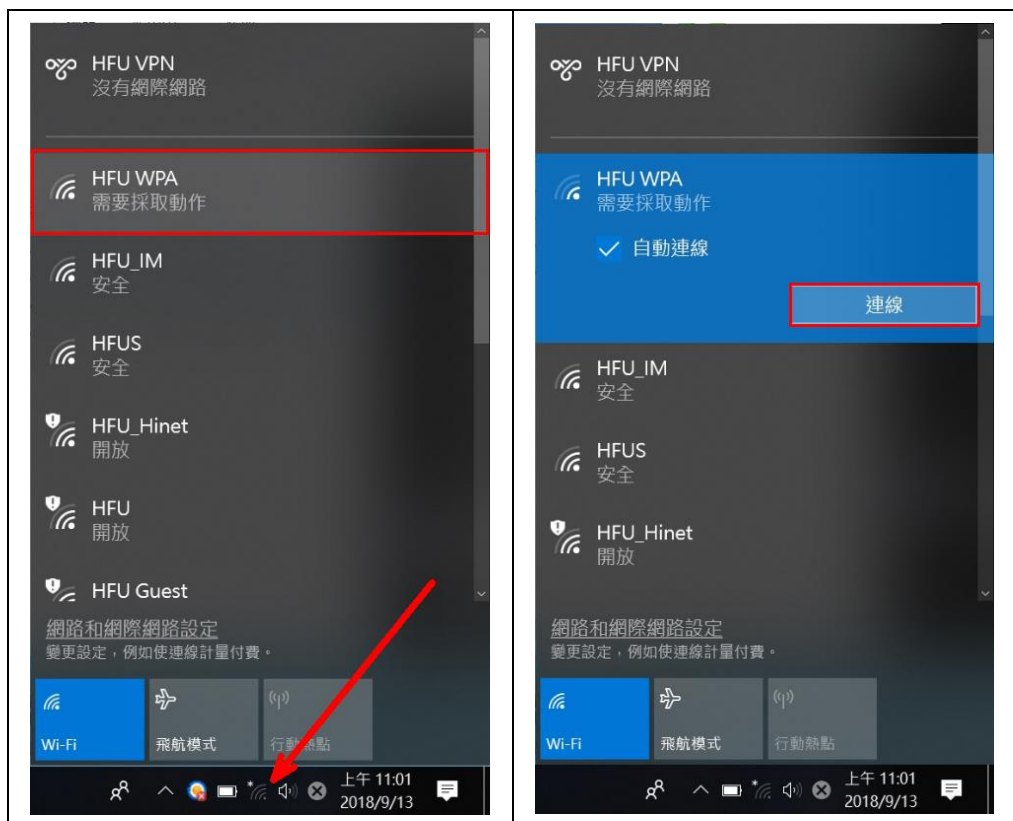 HFU VPN
沒有網際網路
HFU WPA
需要採取動作
HFU_IM
安全
HFUS
安全
HFU_Hinet
開放
HFU
開放
HFU Guest
網路和網際網路設定
變更設定,例如使連線計量付費。
Wi-Fi
飛航模式
行動熱點
上午 11:01
2018/9/13
HFU VPN
沒有網際網路
HFU WPA
需要採取動作
自動連線
連線
HFU_IM
安全
HFUS
安全
HFU_Hinet
開放
網路和網際網路設定
變更設定,例如使連線計量付費。
Wi-Fi
飛航模式
行動熱點
上午 11:01
2018/9/13